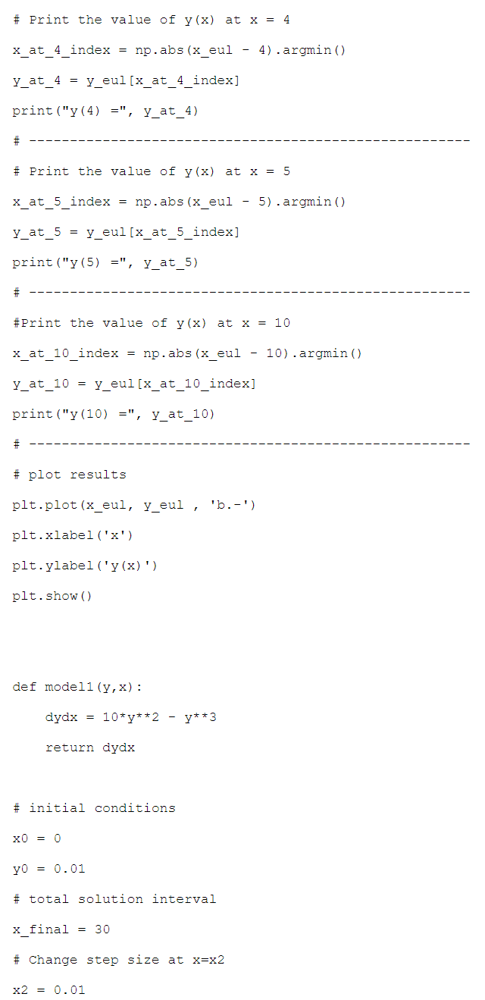 # Print the value of y(x) at x = 4
x_at_4_index = np.abs(x_eul - 4).argmin()
y_at_4 = y_eul[x_at_4_index]
print("y(4) =", y_at_4)
# ------------------------------------------------------
# Print the value of y(x) at x = 5
x_at_5_index = np.abs(x_eul - 5).argmin()
y_at_5 = y_eul[x_at_5_index]
print("y(5) =", y_at_5)
# ------------------------------------------------------
#Print the value of y(x) at x = 10
x_at_10_index = np.abs(x_eul - 10).argmin()
y_at_10 = y_eul[x_at_10_index]
print("y(10) =", y_at_10)
# ------------------------------------------------------
# plot results
plt.plot(x_eul, y_eul , 'b.-')
plt.xlabel('x')
plt.ylabel('y(x)')
plt.show()
def model1(y,x):
    dydx = 10*y**2 - y**3
    return dydx
# initial conditions
x0 = 0
y0 = 0.01
# total solution interval
x_final = 30
# Change step size at x=x2
x2 = 0.01